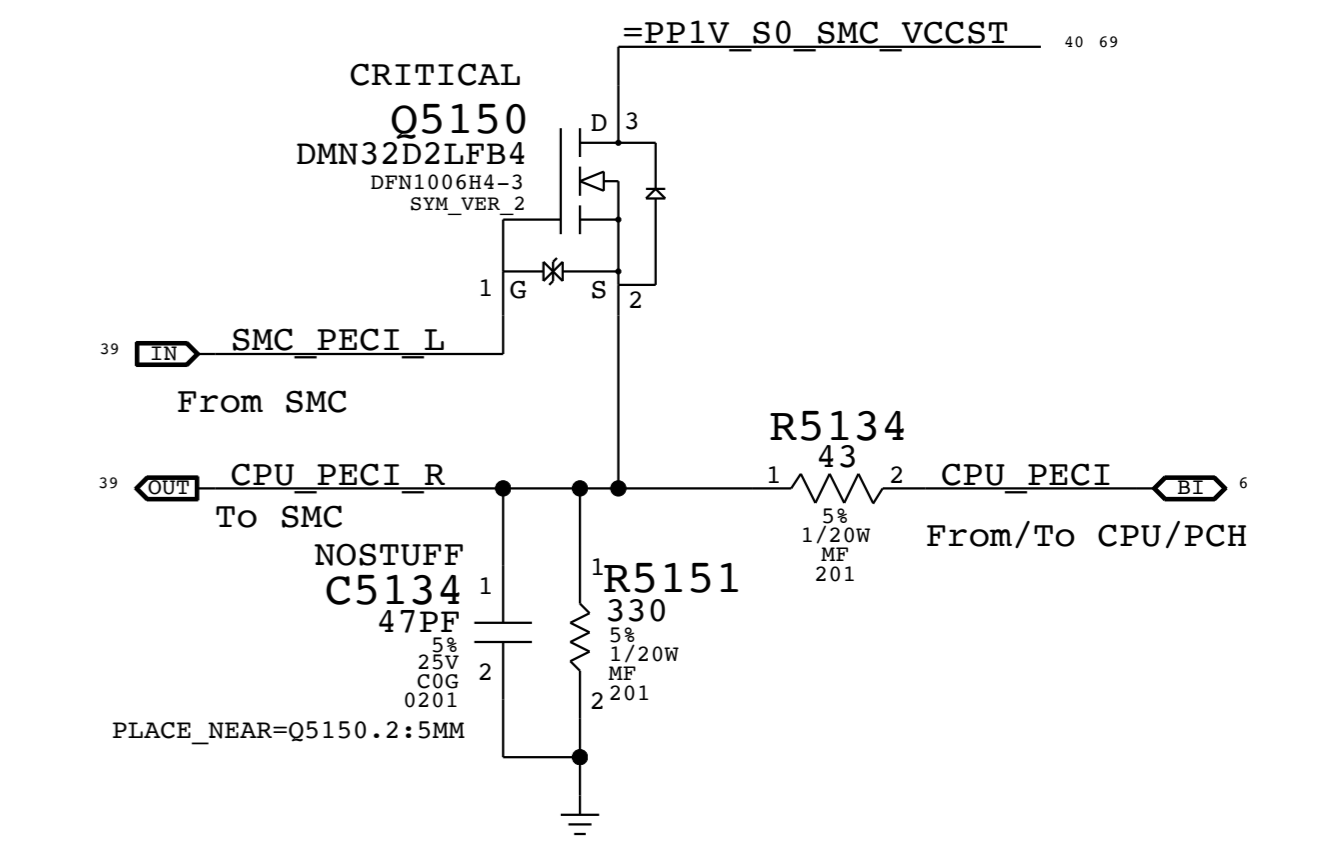 =PP1V_S0_SMC_VCCST
40 69
CRITICAL
Q5150
DMN32D2LFB4
DFN1006H4-3
SYM_VER_2
D 3
1 G
S 2
39 IN SMC_PECI_L
From SMC
39 OUT CPU_PECI_R
To SMC
R5134
43
1 2
5%
1/20W
MF
201
CPU_PECI BI 6
From/To CPU/PCH
NOSTUFF
C5134
47PF
5%
25V
C0G
0201
1
2
PLACE_NEAR=Q5150.2:5MM
1
R5151
330
5%
1/20W
MF
201
2